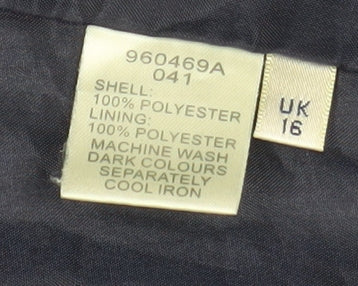 960469A
041
SHELL:
100% POLYESTER
LINING:
100% POLYESTER
MACHINE WASH
DARK COLOURS
SEPARATELY
COOL IRON
UK
16